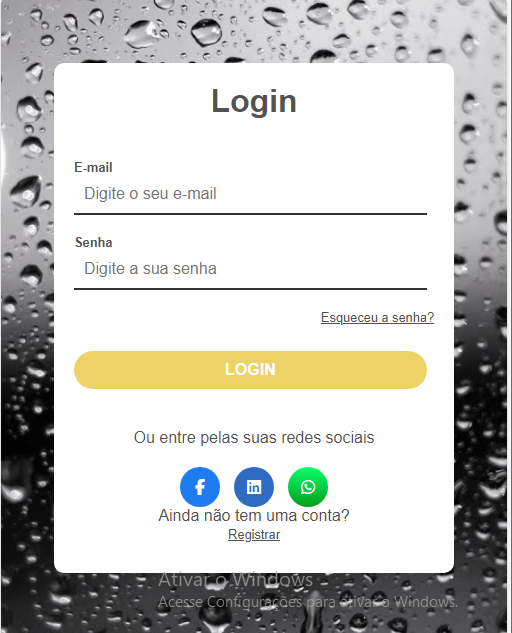 Login
E-mail
Digite o seu e-mail
Senha
Digite a sua senha
Esqueceu a senha?
LOGIN
Ou entre pelas suas redes sociais
Ainda não tem uma conta?
Registrar
Ativar o Windows
Acesse Configurações para ativar o Windows.